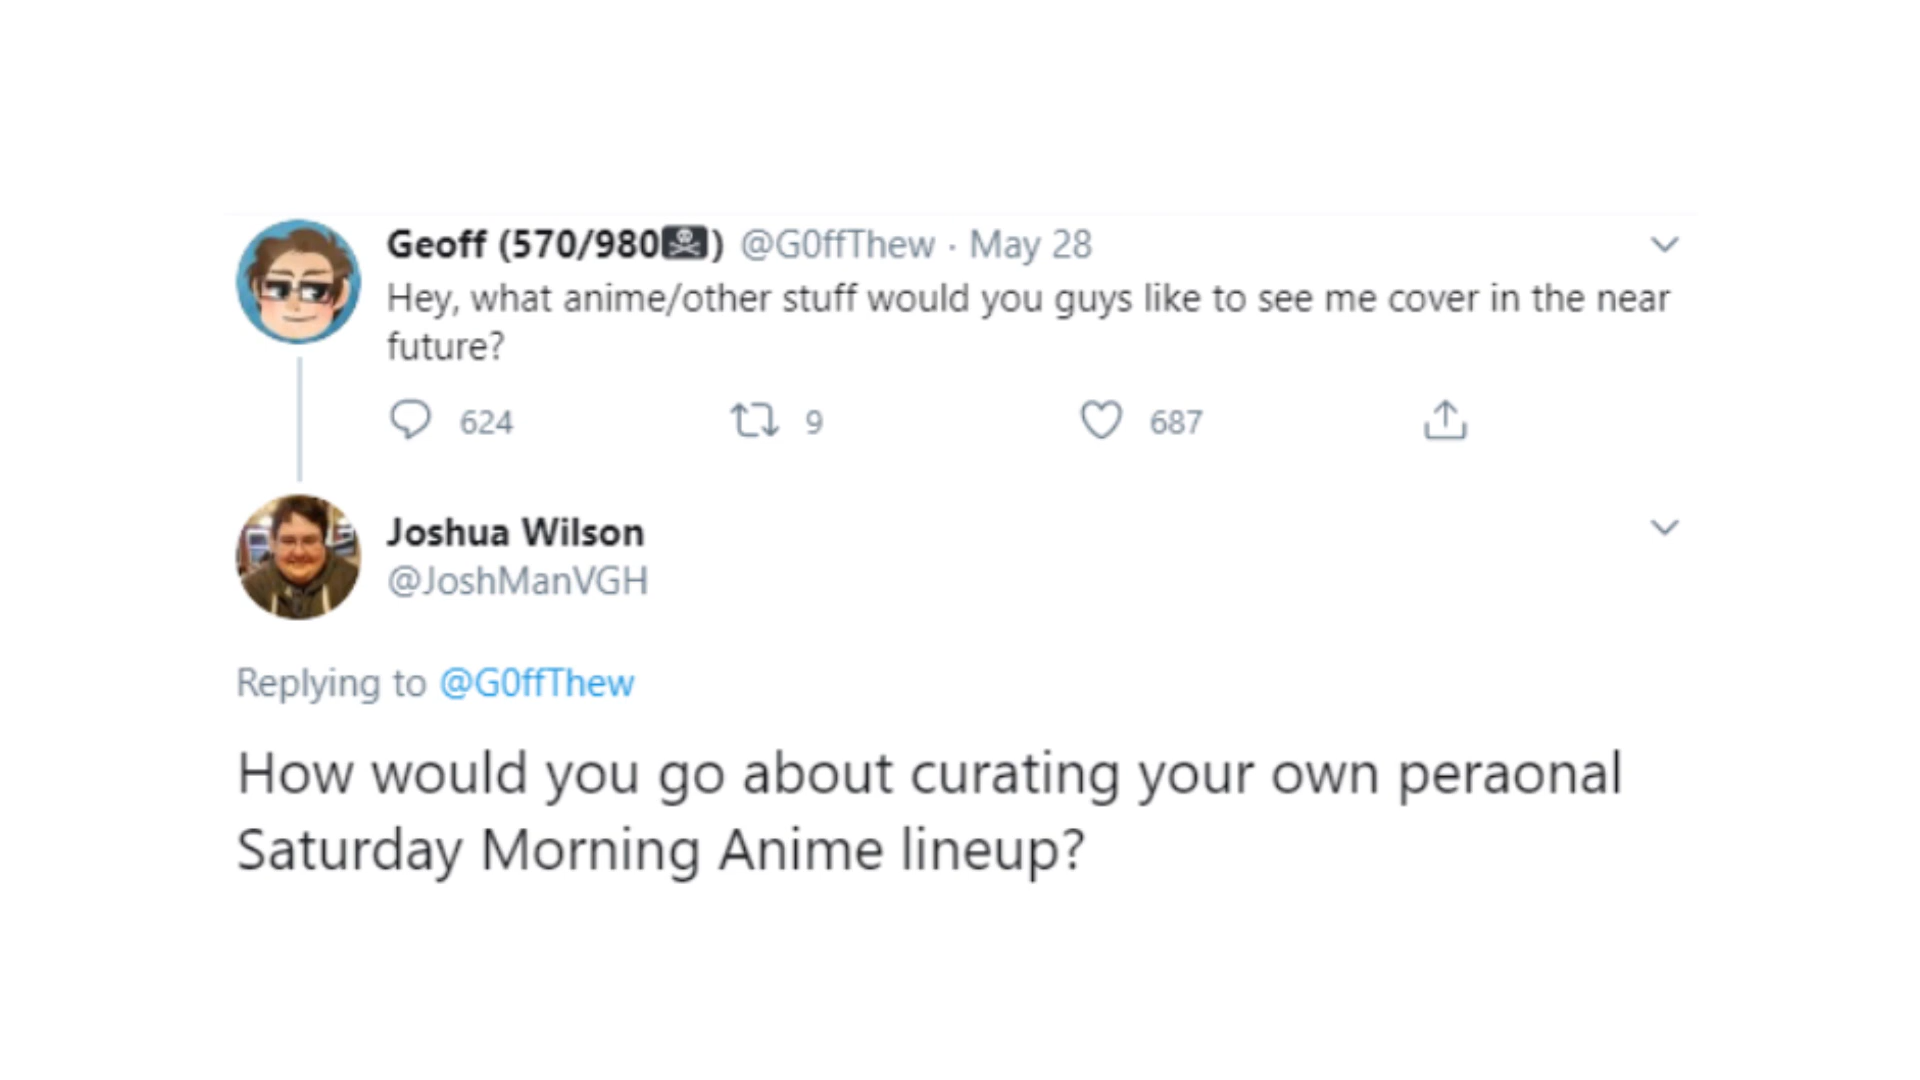 Geoff (570/980🏴‍☠️) @G0ffThew · May 28
Hey, what anime/other stuff would you guys like to see me cover in the near
future?
624 9 687
Joshua Wilson
@JoshManVGH
Replying to @G0ffThew
How would you go about curating your own peraonal
Saturday Morning Anime lineup?